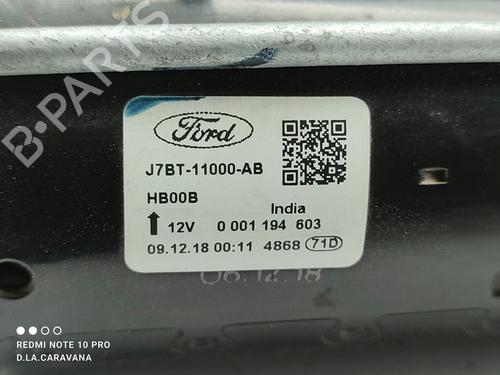 B-PARTS
B-PARTS
Ford
J7BT-11000-AB
HB00B
India
12V 0 001 194 603
09.12.18 00:11 4868 71D
06.12.18
REDMI NOTE 10 PRO
D.L.A.CARAVANA